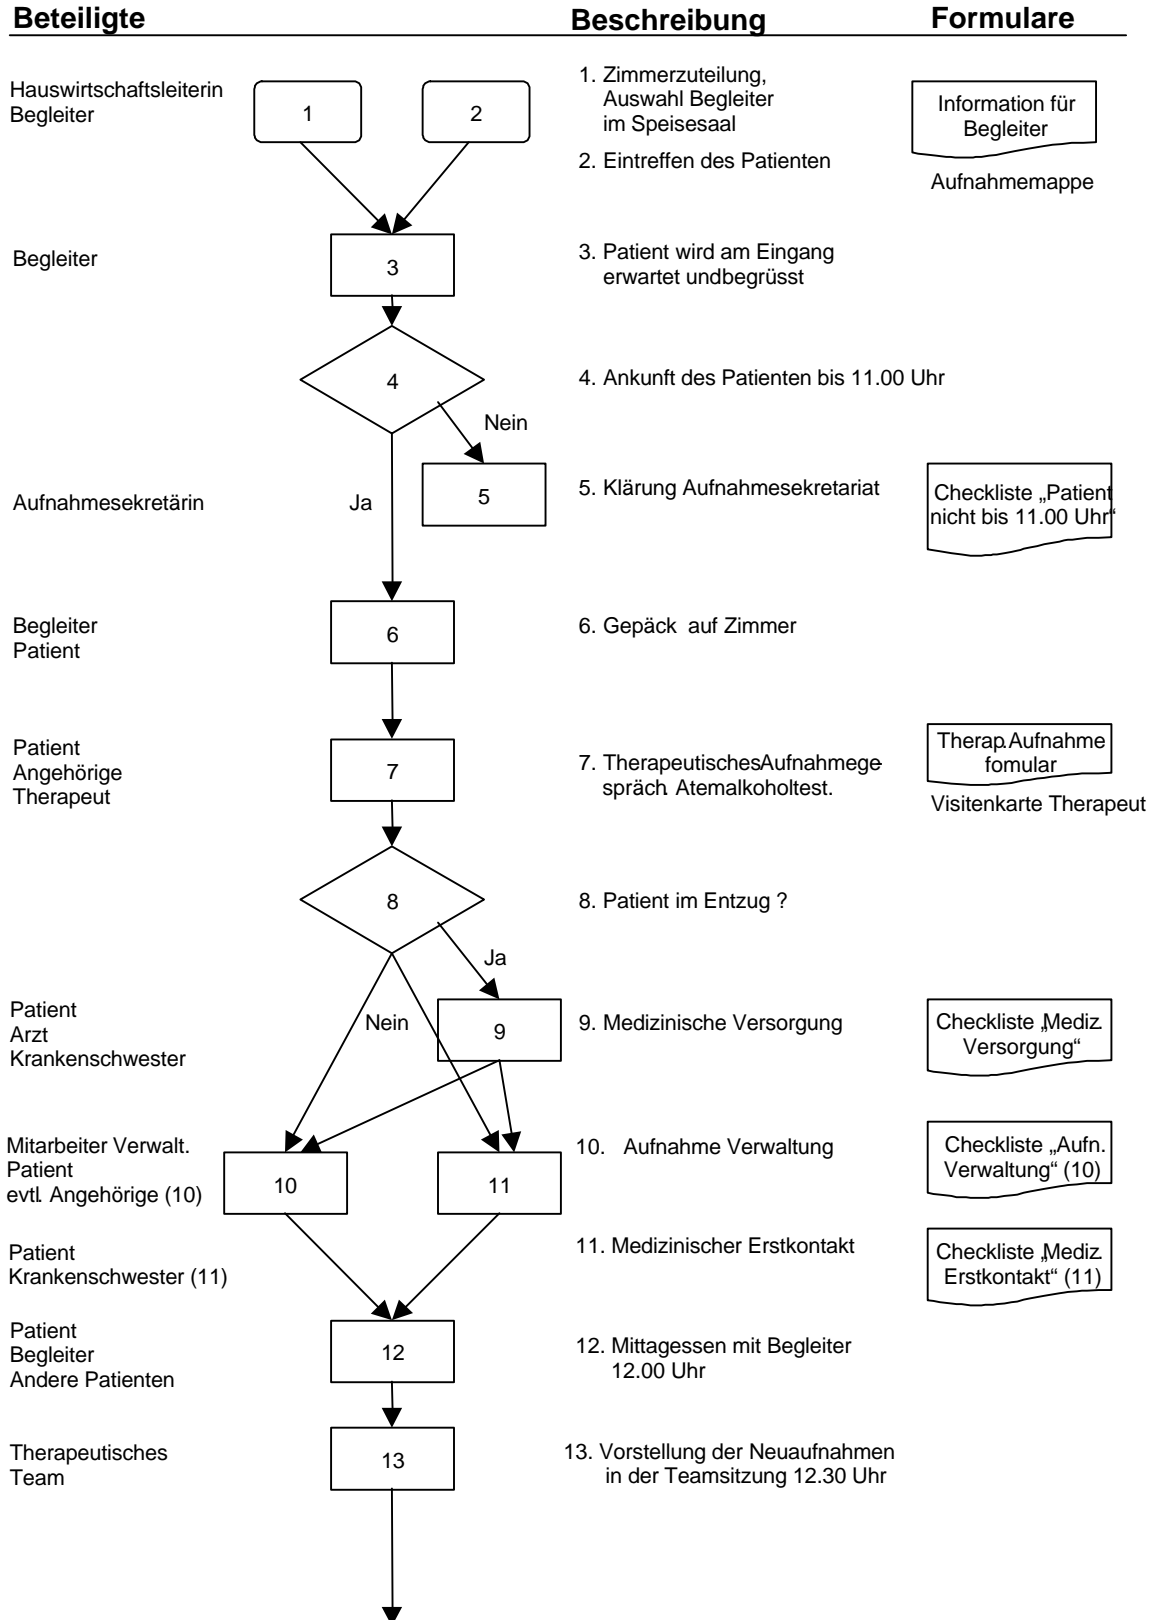 Beteiligte
Beschreibung
Formulare
Hauswirtschaftsleiterin
Begleiter
1
2
1. Zimmerzuteilung,
Auswahl Begleiter
im Speisesaal
2. Eintreffen des Patienten
Information für
Begleiter
Aufnahmemappe
Begleiter
3
3. Patient wird am Eingang
erwartet undbegrüsst
4
4. Ankunft des Patienten bis 11.00 Uhr
Nein
Ja
Aufnahmesekretärin
5
5. Klärung Aufnahmesekretariat
Checkliste „Patient
nicht bis 11.00 Uhr“
Begleiter
Patient
6
6. Gepäck auf Zimmer
Patient
Angehörige
Therapeut
7
7. TherapeutischesAufnahmege-
spräch. Atemalkoholtest.
Therap.Aufnahme
fomular
Visitenkarte Therapeut
8
8. Patient im Entzug ?
Ja
Nein
Patient
Arzt
Krankenschwester
9
9. Medizinische Versorgung
Checkliste „Mediz.
Versorgung“
Mitarbeiter Verwalt.
Patient
evtl. Angehörige (10)
10
11
10. Aufnahme Verwaltung
Checkliste „Aufn.
Verwaltung“ (10)
Patient
Krankenschwester (11)
11. Medizinischer Erstkontakt
Checkliste „Mediz.
Erstkontakt“ (11)
Patient
Begleiter
Andere Patienten
12
12. Mittagessen mit Begleiter
12.00 Uhr
Therapeutisches
Team
13
13. Vorstellung der Neuaufnahmen
in der Teamsitzung 12.30 Uhr